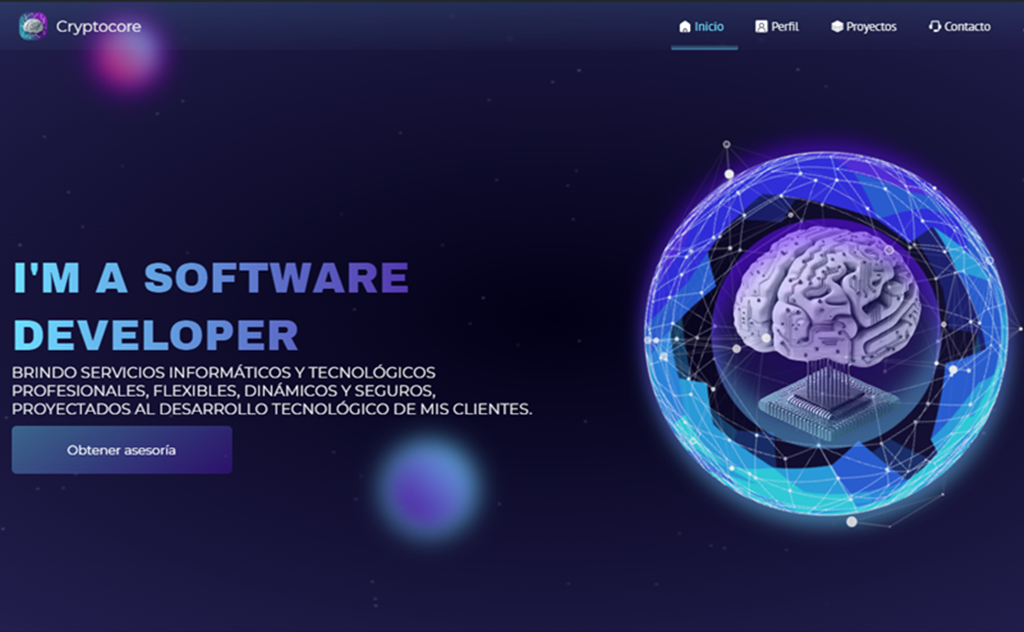 Cryptocore
Inicio Perfil Proyectos Contacto
I'M A SOFTWARE
DEVELOPER
BRINDO SERVICIOS INFORMÁTICOS Y TECNOLÓGICOS
PROFESIONALES, FLEXIBLES, DINÁMICOS Y SEGUROS,
PROYECTADOS AL DESARROLLO TECNOLÓGICO DE MIS CLIENTES.
Obtener asesoría